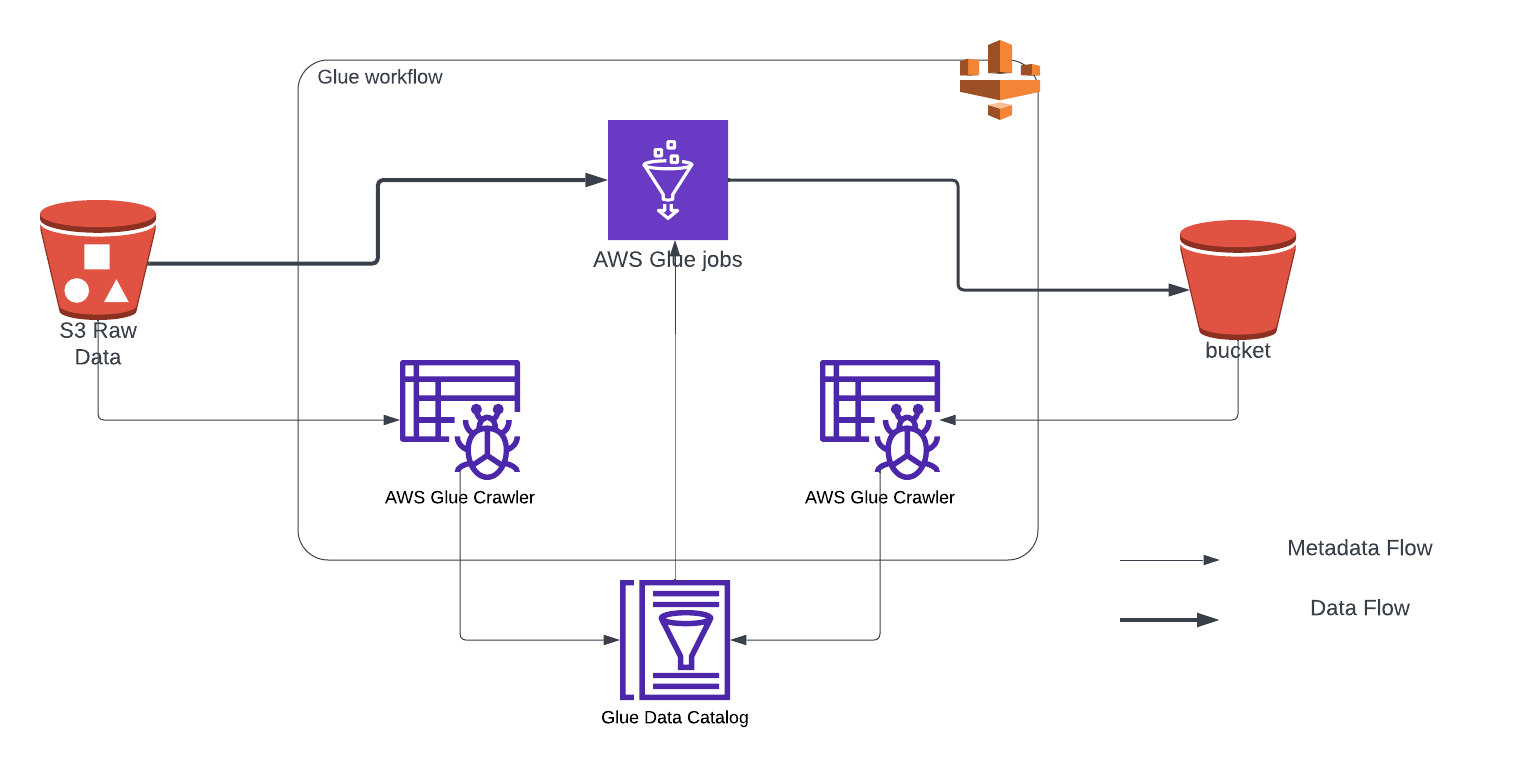 Glue workflow
AWS Glue jobs
S3 Raw
Data
bucket
AWS Glue Crawler
AWS Glue Crawler
Metadata Flow
Data Flow
Glue Data Catalog